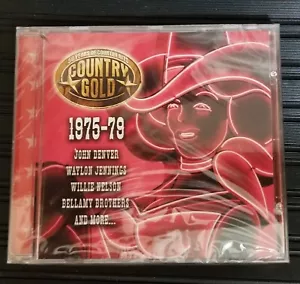 COUNTRY
GOLD
1975-79
JOHN DENVER
WAYLON JENNINGS
WILLIE NELSON
BELLAMY BROTHERS
AND MORE...